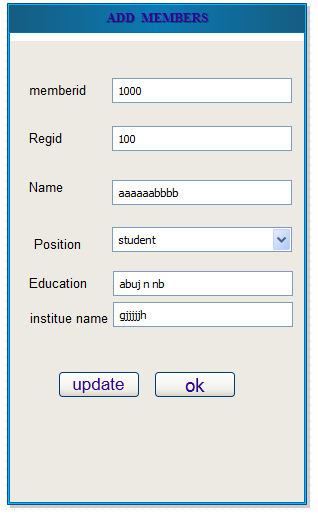 ADD MEMBERS
memberid 1000
Regid 100
Name aaaaaabbbb
Position student
Education abuj n nb
institue name gjjjjjh
update ok